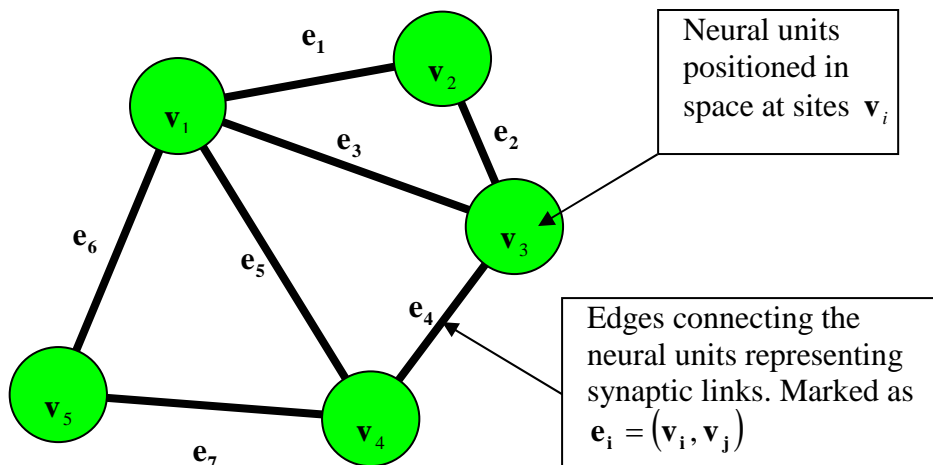 e₁
v₂
Neural units
positioned in
space at sites vᵢ
v₁
e₃
e₂
v₃
e₆
e₅
e₄
Edges connecting the
neural units representing
synaptic links. Marked as
eᵢ = (vᵢ, vⱼ)
v₅
v₄
e₇